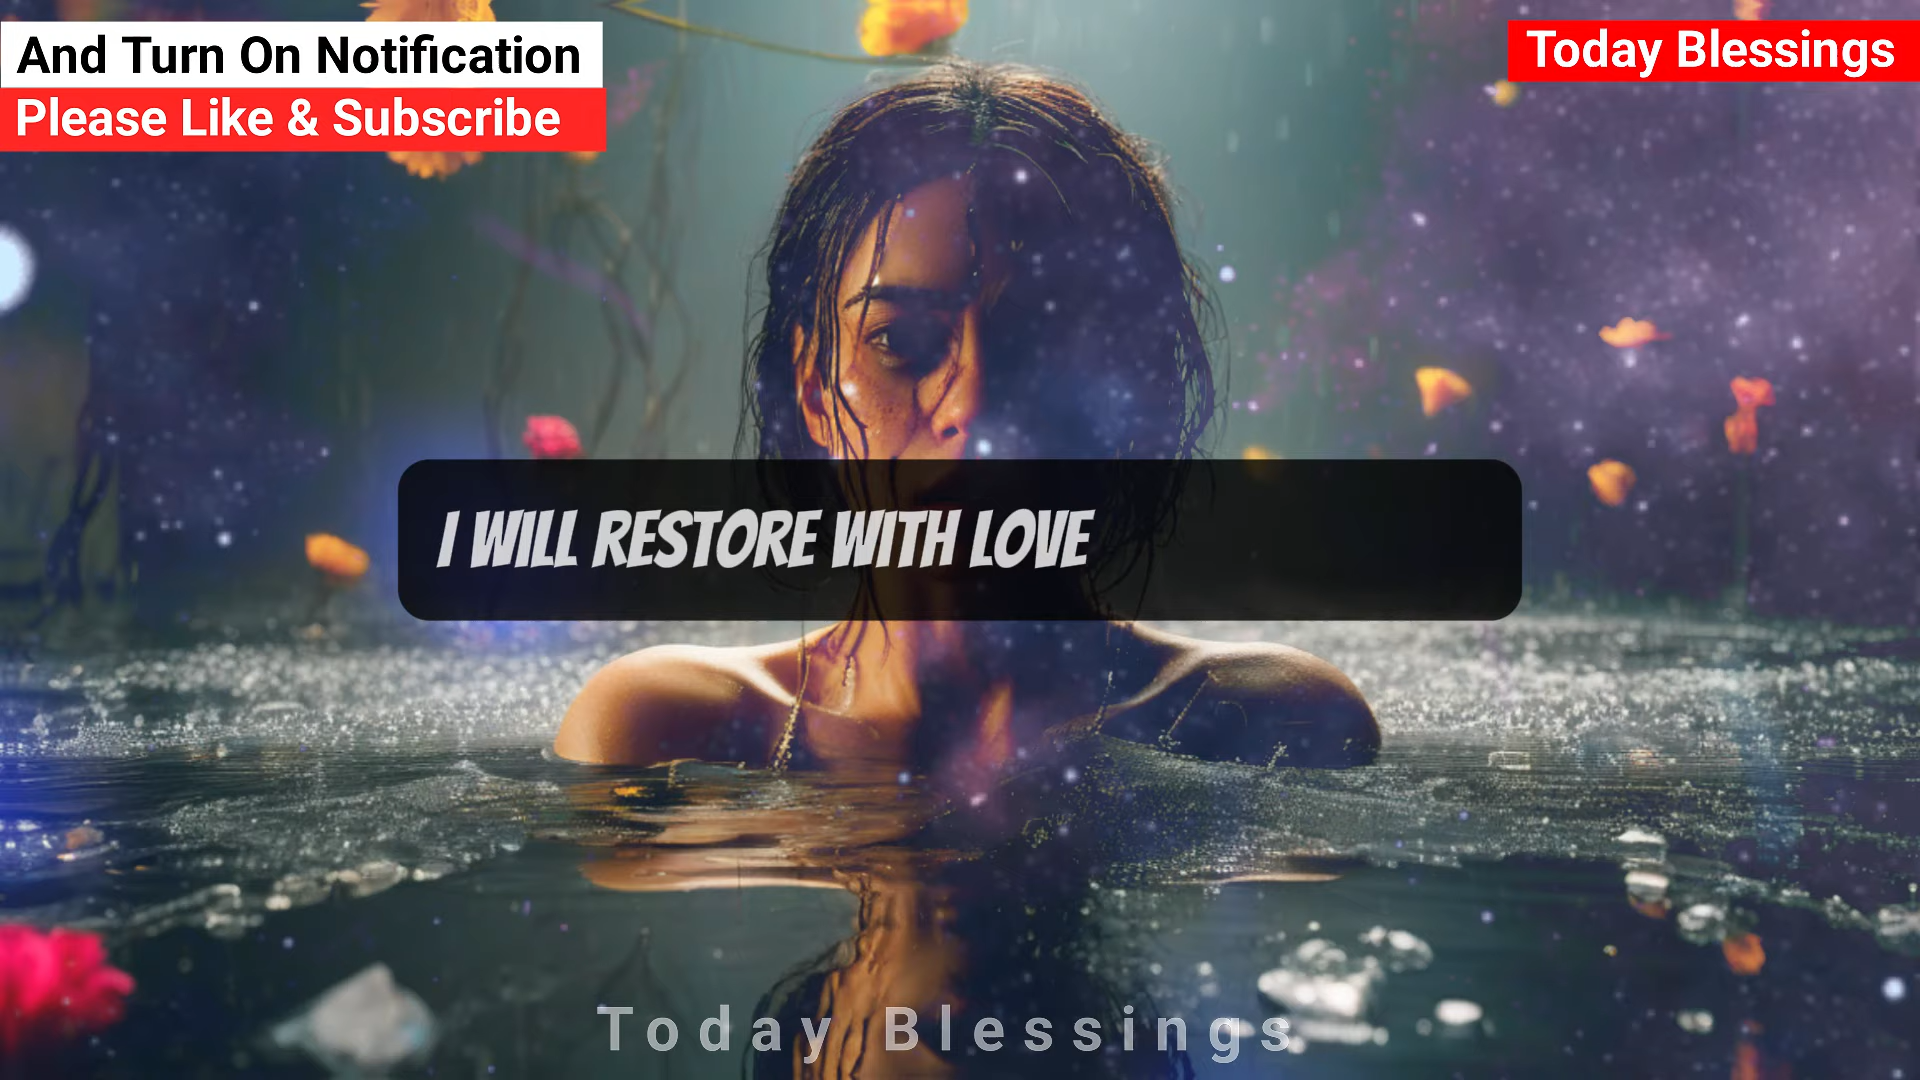 And Turn On Notification
Please Like & Subscribe
Today Blessings
I WILL RESTORE WITH LOVE
Today Blessings